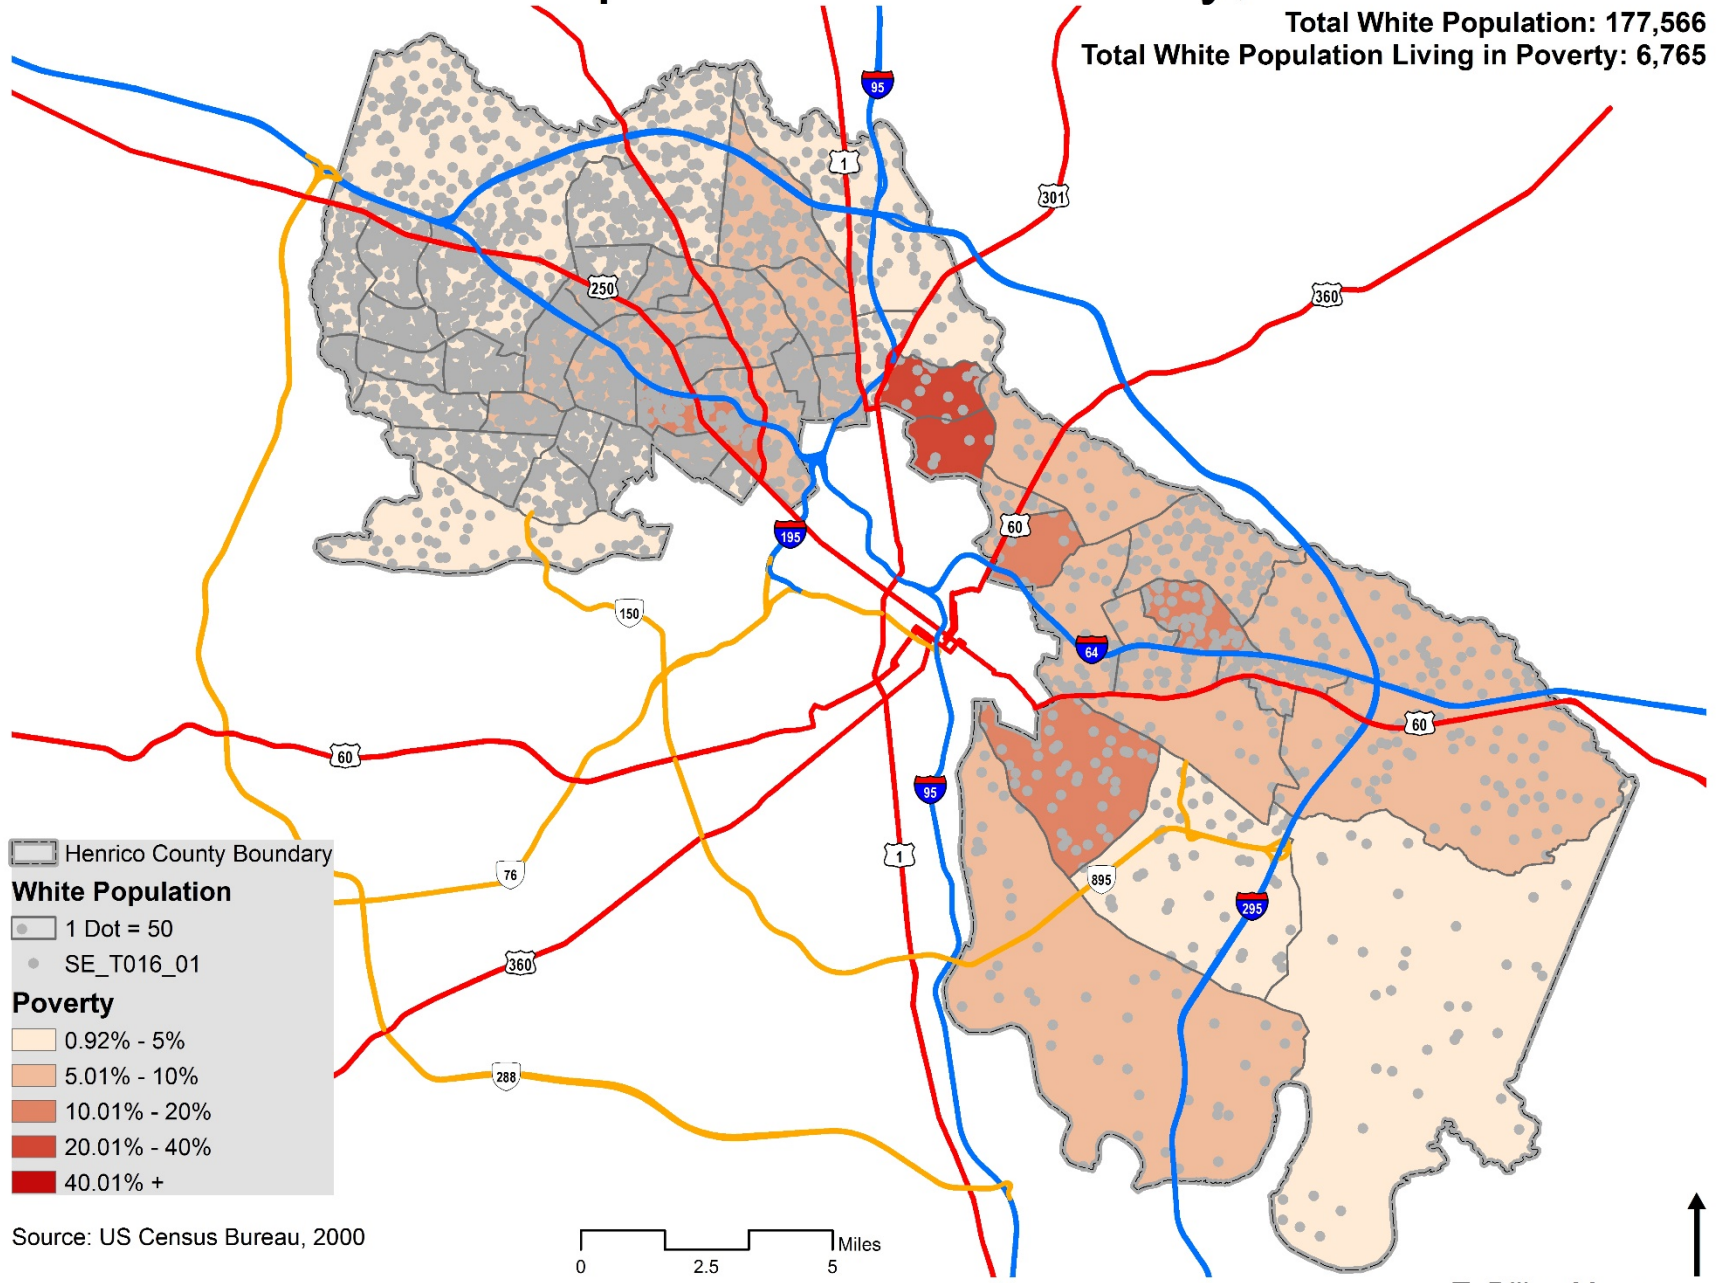 Total White Population: 177,566
Total White Population Living in Poverty: 6,765
95
1
301
250
360
60
195
150
64
60
60
95
76
1
895
295
360
288
Henrico County Boundary
White Population
1 Dot = 50
SE_T016_01
Poverty
0.92% - 5%
5.01% - 10%
10.01% - 20%
20.01% - 40%
40.01% +
Source: US Census Bureau, 2000
Miles
0 2.5 5